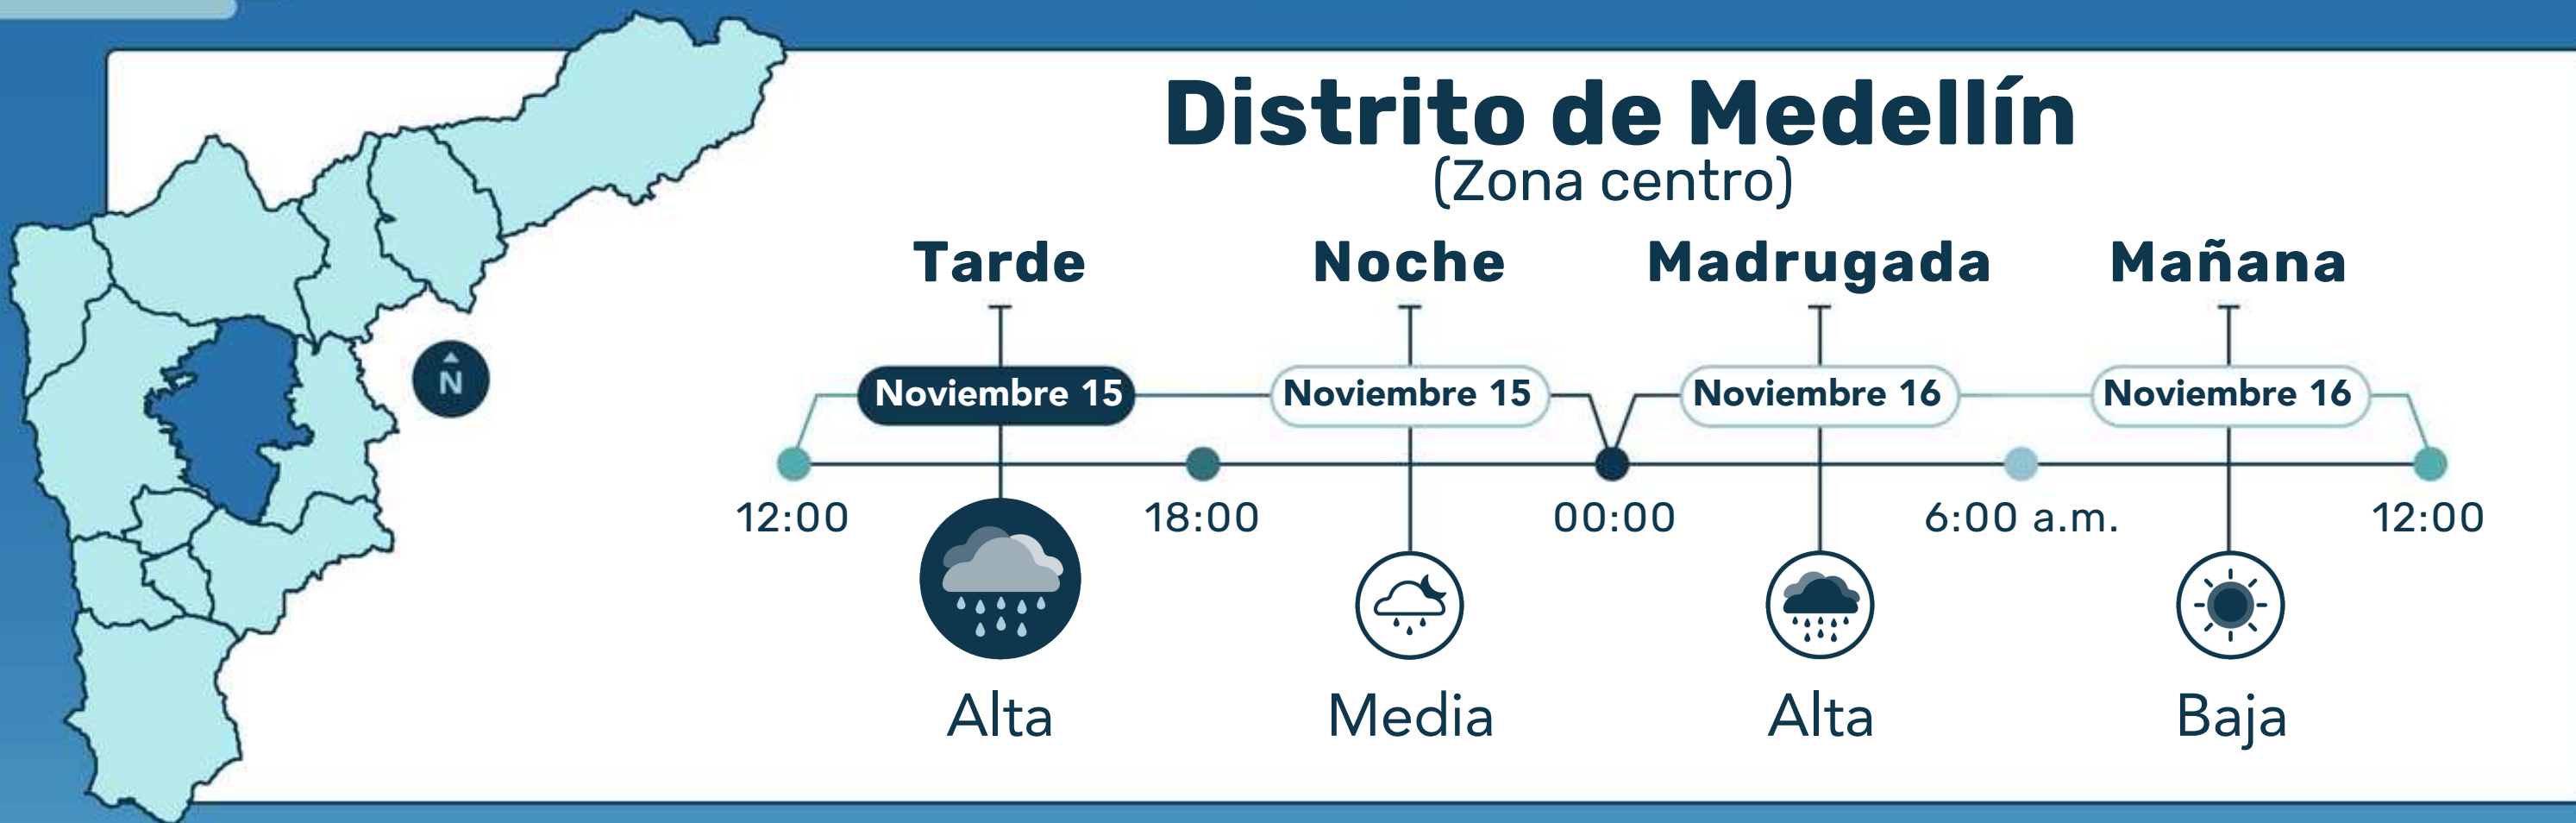 Distrito de Medellín
(Zona centro)
Tarde Noche Madrugada Mañana
N
Noviembre 15 Noviembre 15 Noviembre 16 Noviembre 16
12:00 18:00 00:00 6:00 a.m. 12:00
Alta Media Alta Baja